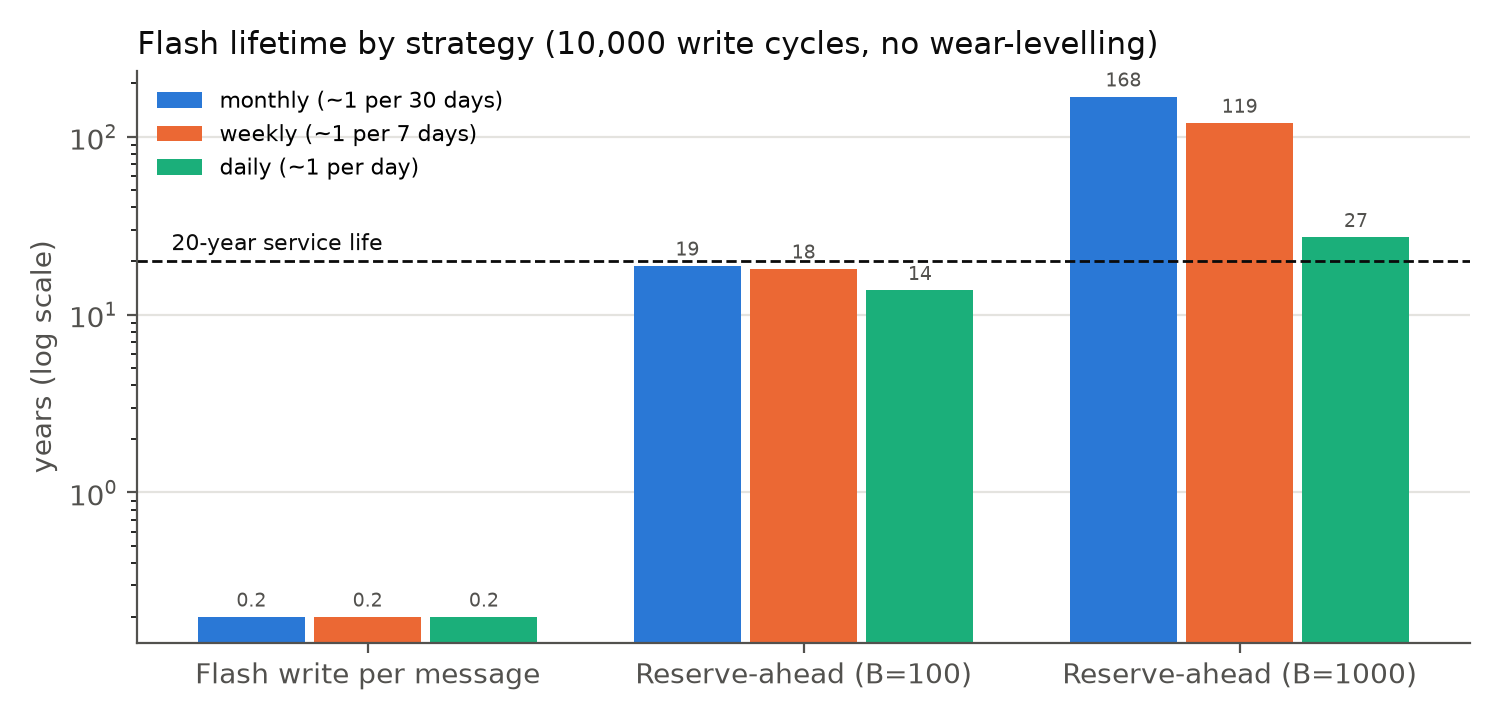 Flash lifetime by strategy (10,000 write cycles, no wear-levelling)
monthly (~1 per 30 days)
weekly (~1 per 7 days)
daily (~1 per day)
20-year service life
years (log scale)
10²
10¹
10⁰
0.2
0.2
0.2
19
18
14
168
119
27
Flash write per message
Reserve-ahead (B=100)
Reserve-ahead (B=1000)